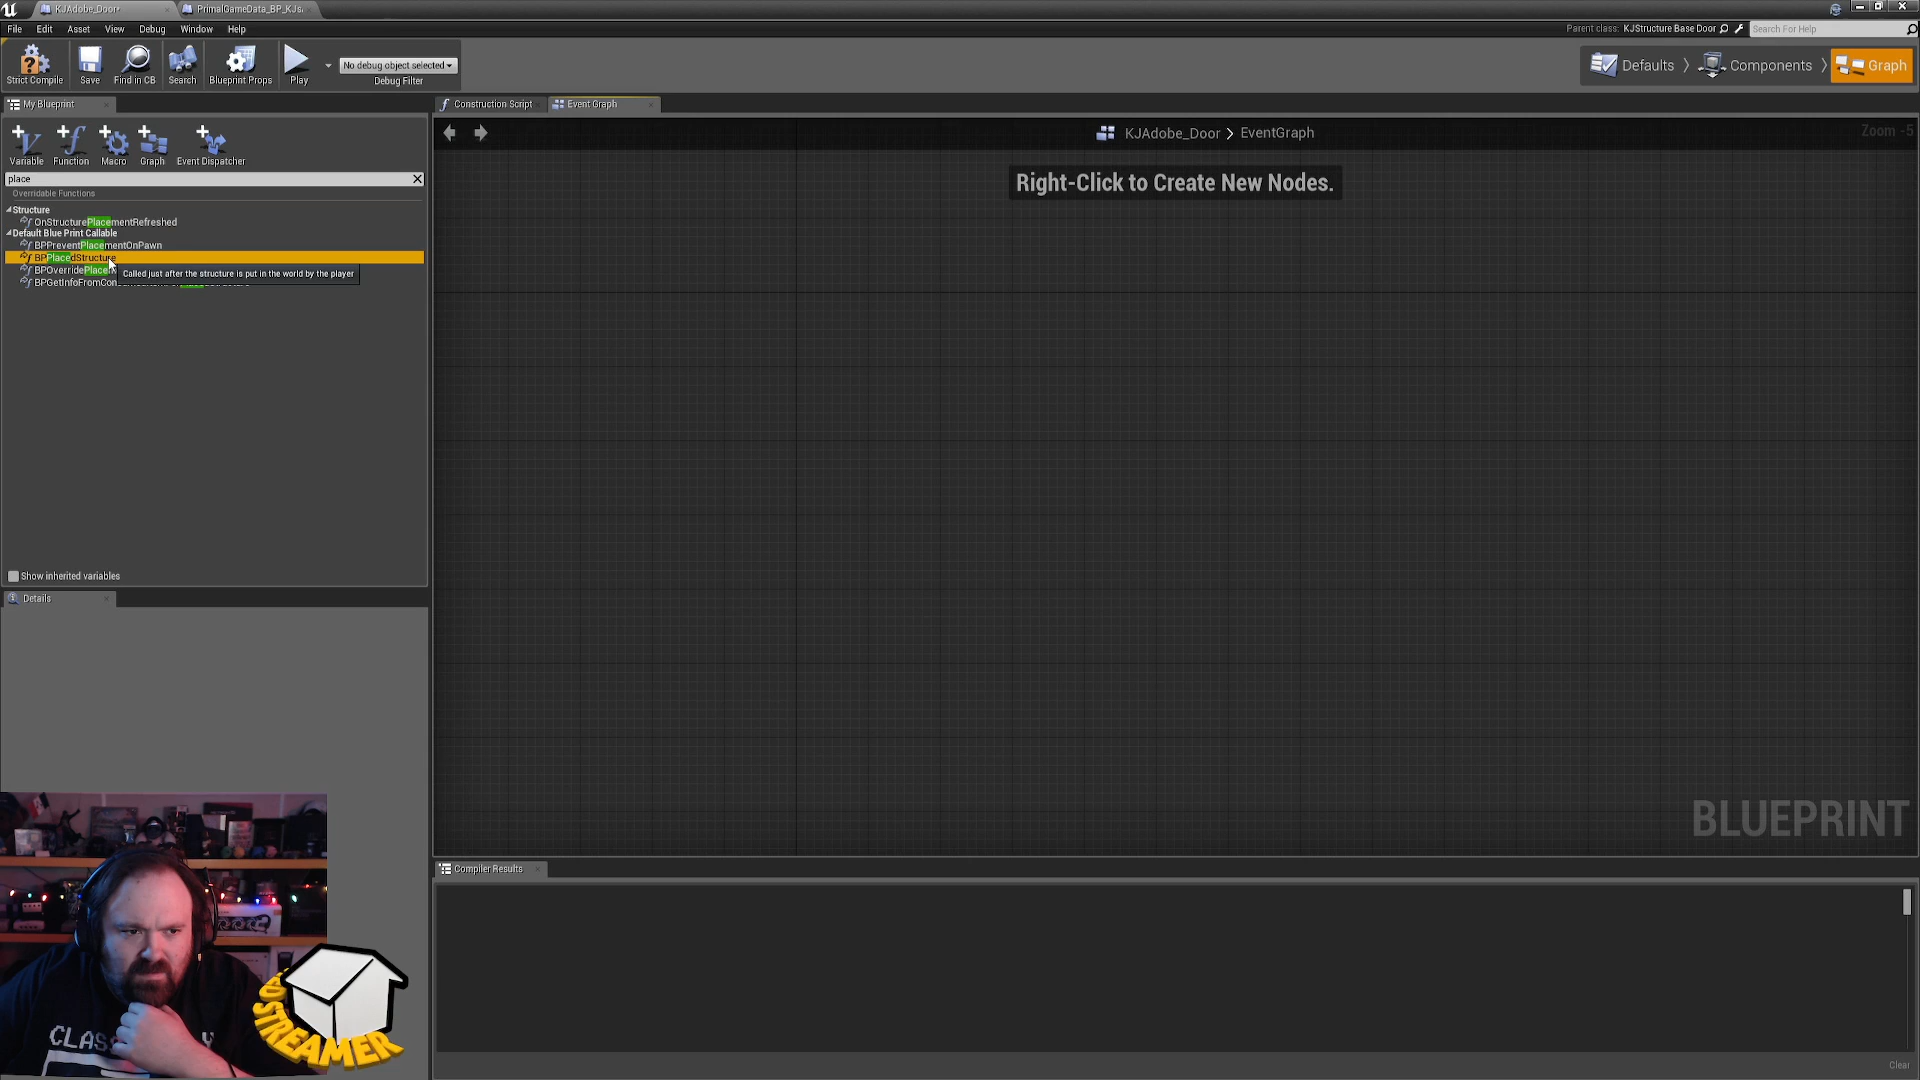 KJAdobe_Door*
PrimalGameData_BP_KJs.
File Edit Asset View Debug Window Help
Parent class: KJStructure Base Door
Search For Help
Strict Compile
Save
Find in CB
Search
Blueprint Props
Play
No debug object selected
Debug Filter
Defaults
Components
Graph
My Blueprint
Construction Script
Event Graph
Variable
Function
Macro
Graph
Event Dispatcher
KJAdobe_Door > EventGraph
Zoom -5
place
Right-Click to Create New Nodes.
Overridable Functions
Structure
OnStructurePlacementRefreshed
Default Blue Print Callable
BPPreventPlacementOnPawn
BPPlacedStructure
BPOverridePlace
Called just after the structure is put in the world by the player
Show inherited variables
Details
BLUEPRINT
Compiler Results
STREAMER
Clear